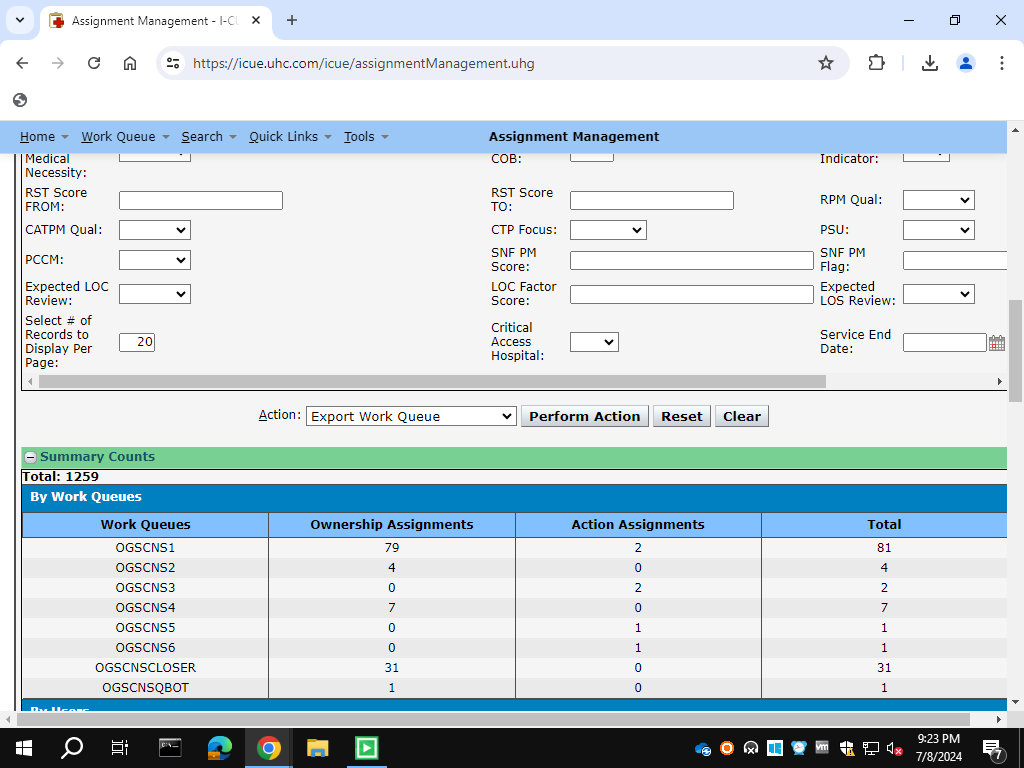 Assignment Management - I-CU
https://icue.uhc.com/icue/assignmentManagement.uhg
Home Work Queue Search Quick Links Tools Assignment Management
Medical Necessity: COB: Indicator:
RST Score FROM: RST Score TO: RPM Qual:
CATPM Qual: CTP Focus: PSU:
PCCM: SNF PM Score: SNF PM Flag:
Expected LOC Review: LOC Factor Score: Expected LOS Review:
Select # of Records to Display Per Page: 20 Critical Access Hospital: Service End Date:
Action: Export Work Queue Perform Action Reset Clear
Summary Counts
Total: 1259
By Work Queues
Work Queues Ownership Assignments Action Assignments Total
OGSCNS1 79 2 81
OGSCNS2 4 0 4
OGSCNS3 0 2 2
OGSCNS4 7 0 7
OGSCNS5 0 1 1
OGSCNS6 0 1 1
OGSCNSCLOSER 31 0 31
OGSCNSQBOT 1 0 1
By Users
9:23 PM
7/8/2024
7